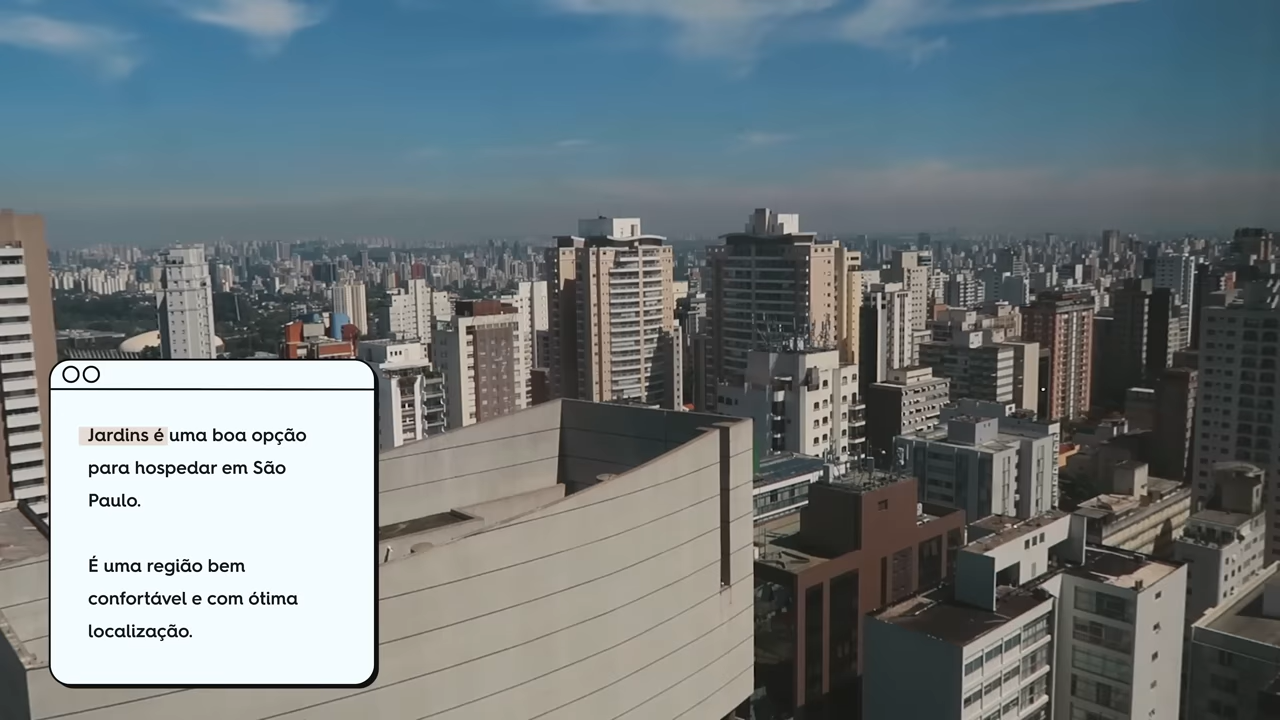 Jardins é uma boa opção
para hospedar em São
Paulo.
É uma região bem
confortável e com ótima
localização.